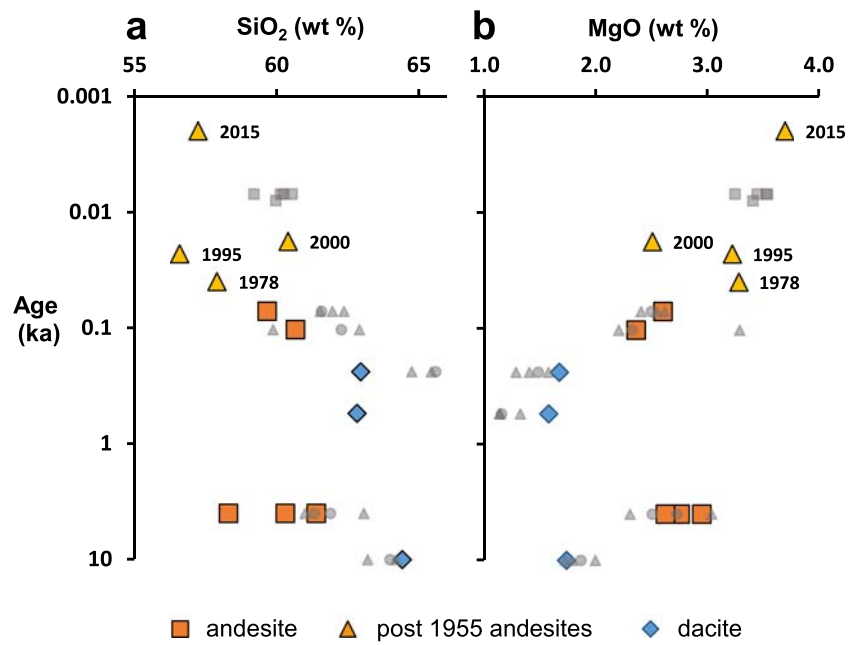 a SiO₂ (wt %) b MgO (wt %)
55 60 65 1.0 2.0 3.0 4.0
0.001
2015 2015
0.01
2000 2000
1995 1995
1978 1978
Age
(ka)
0.1
1
10
andesite post 1955 andesites dacite